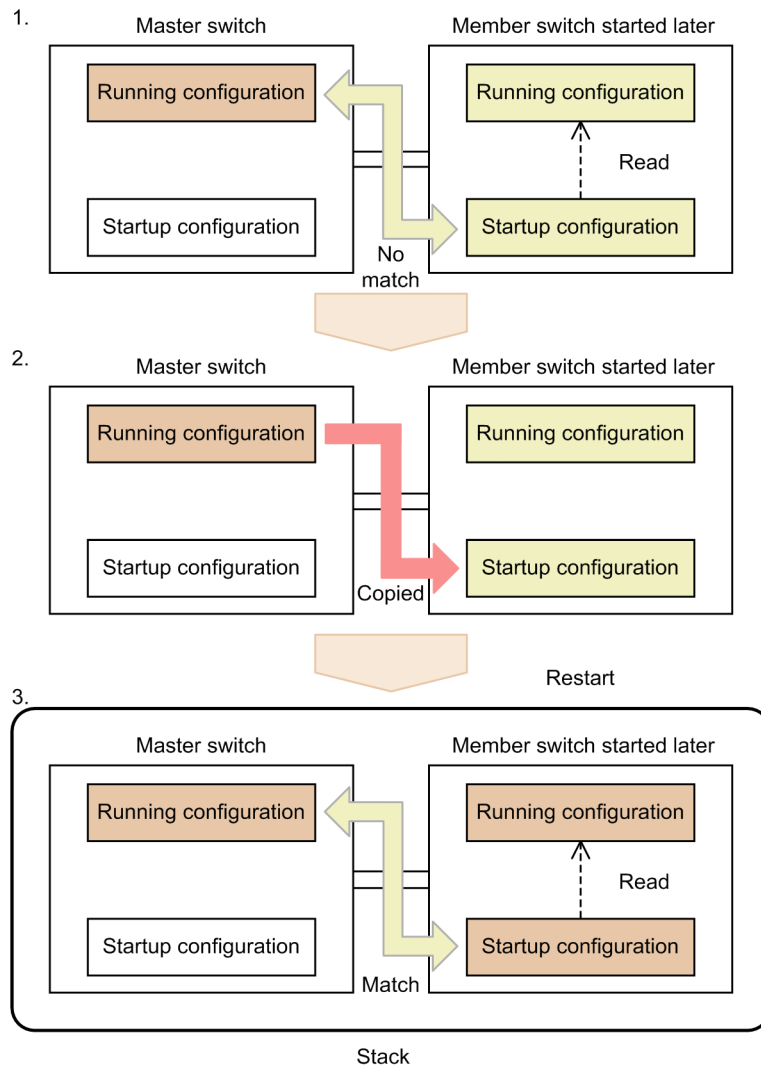 1.
Master switch
Member switch started later
Running configuration
Running configuration
Read
Startup configuration
Startup configuration
No
match
2.
Master switch
Member switch started later
Running configuration
Running configuration
Startup configuration
Startup configuration
Copied
Restart
3.
Master switch
Member switch started later
Running configuration
Running configuration
Read
Startup configuration
Startup configuration
Match
Stack